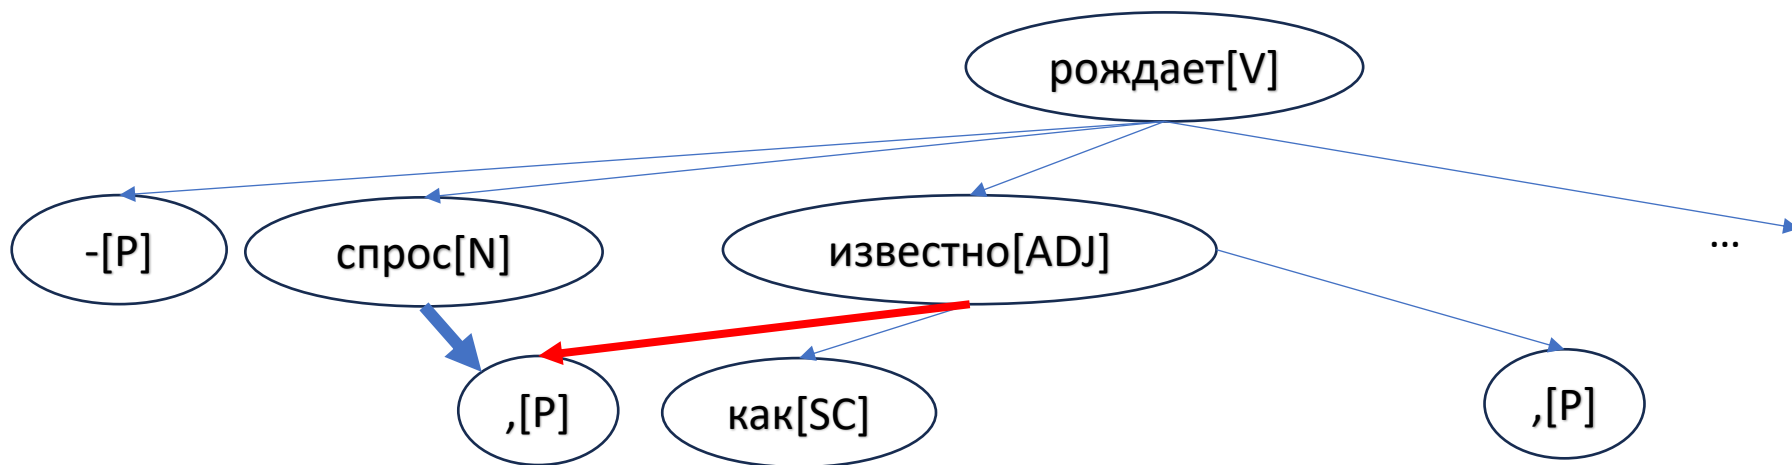 рождает[V]
-[P]
спрос[N]
известно[ADJ]
...
,[P]
как[SC]
,[P]